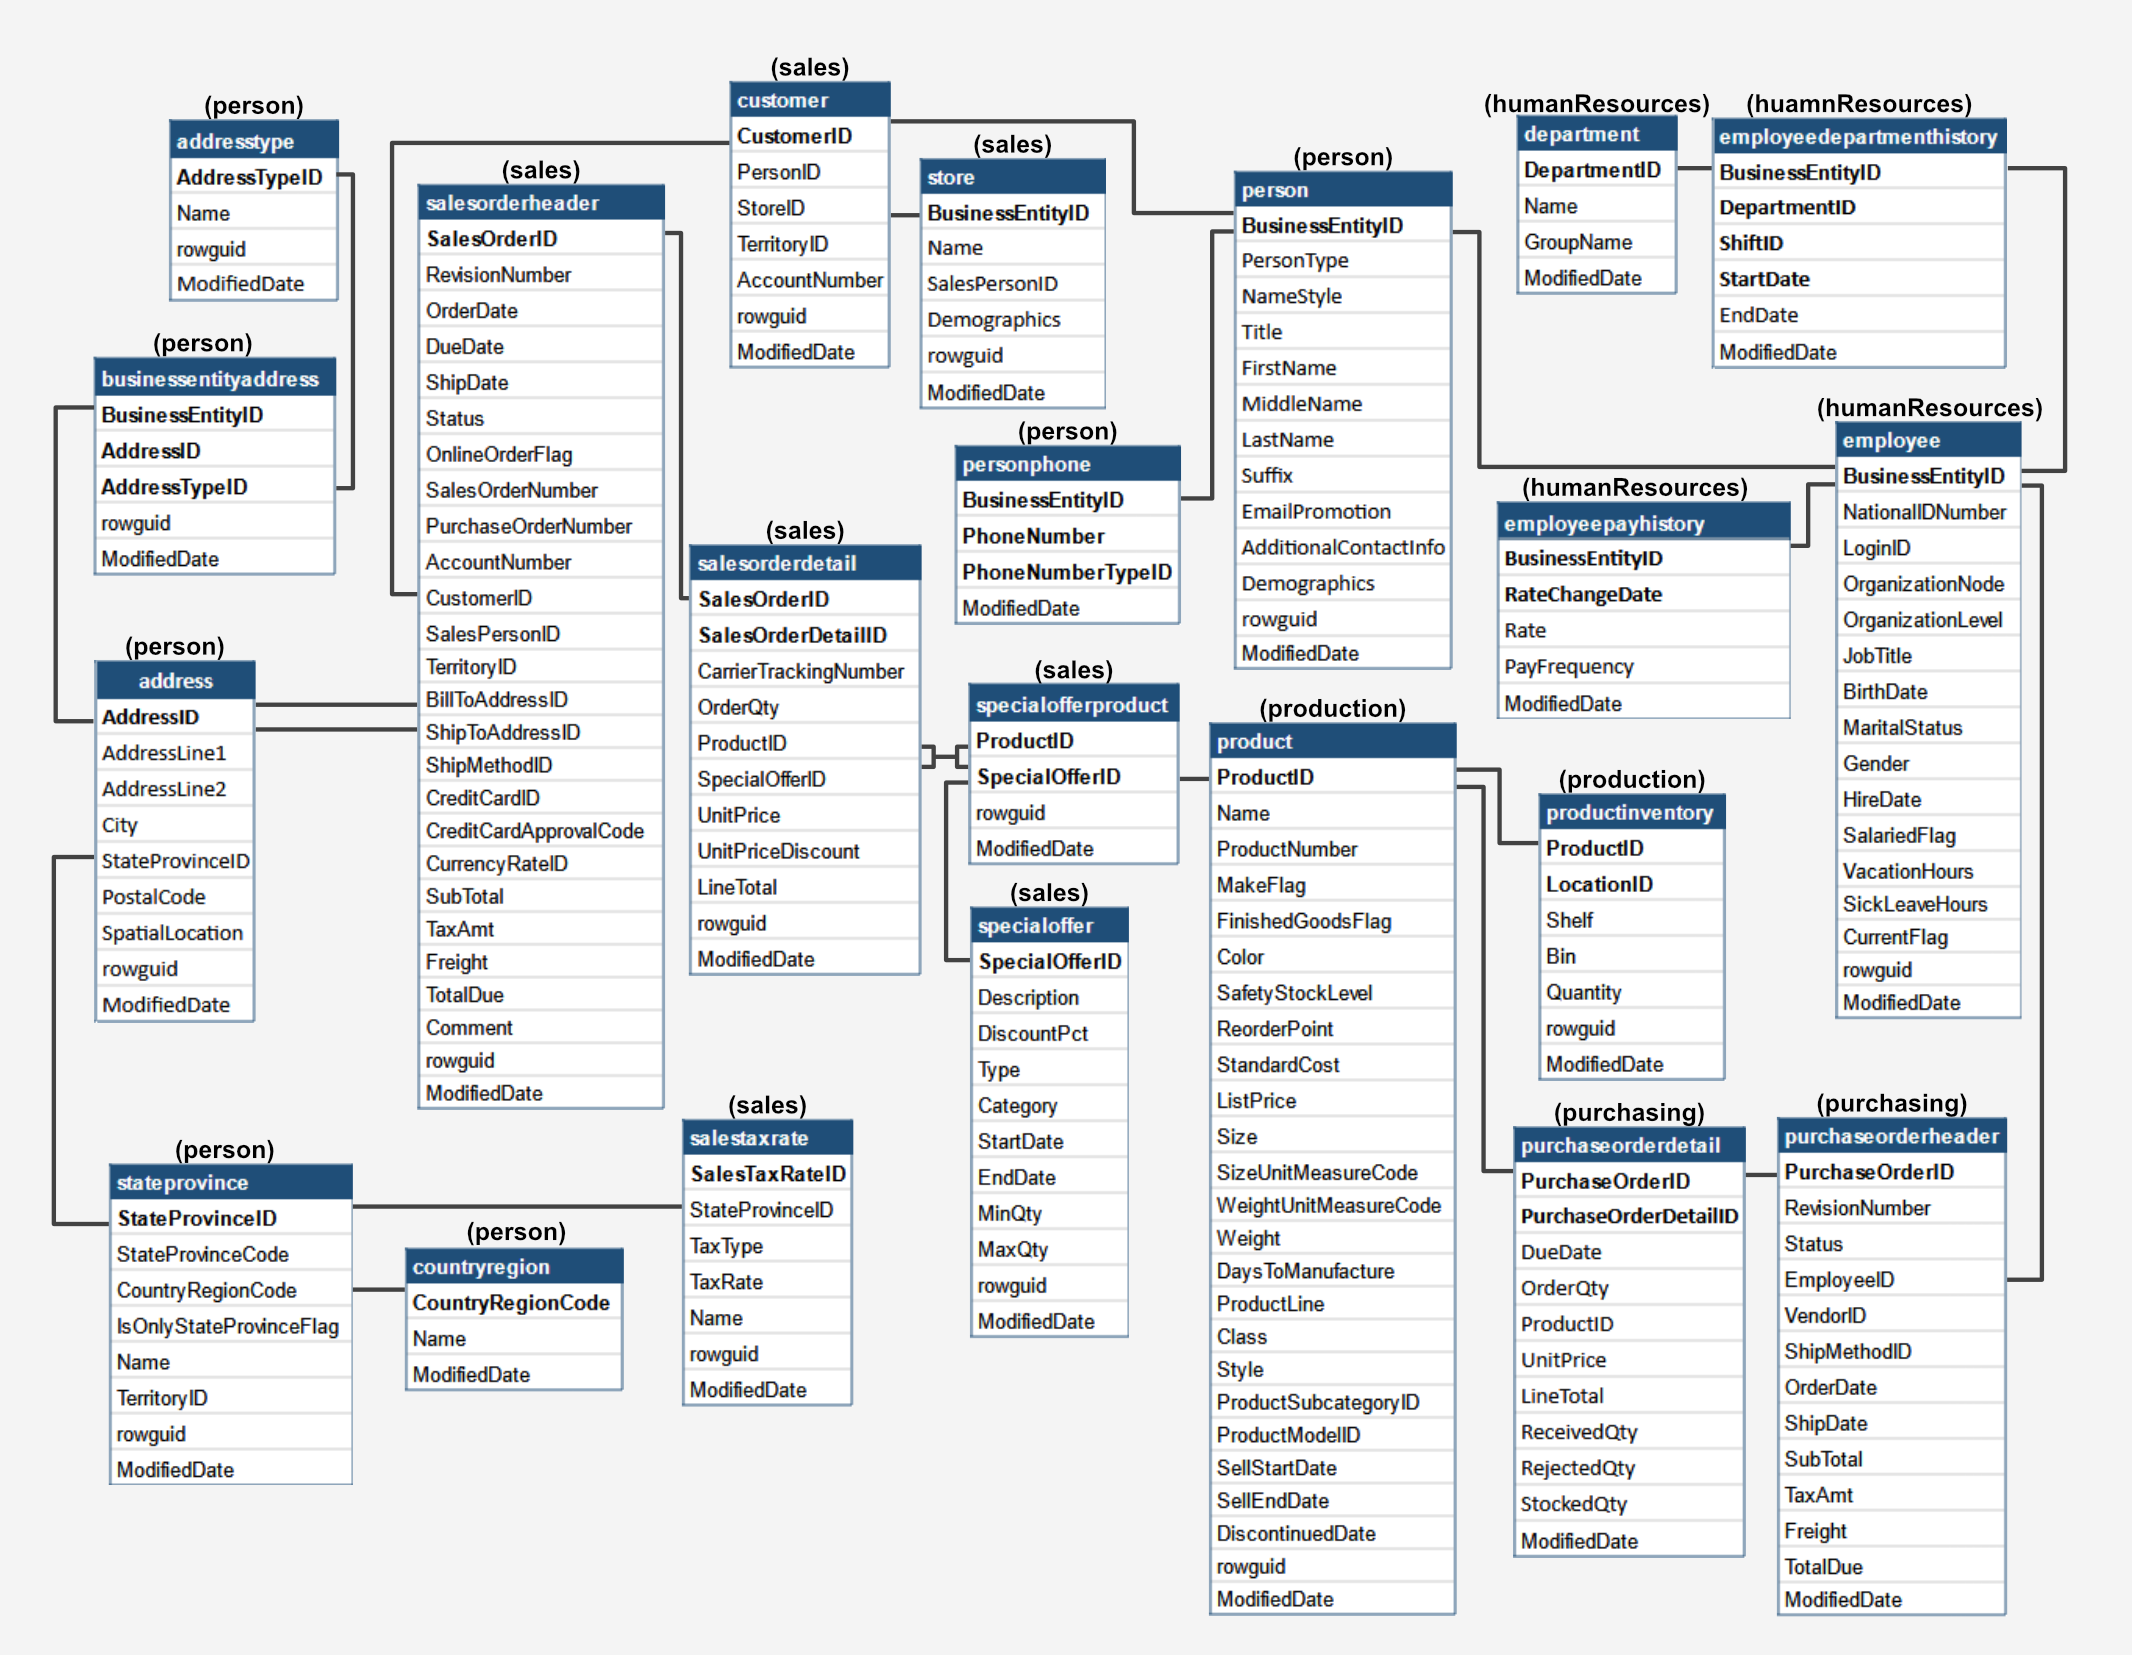 (person)
addresstype
AddressTypeID
Name
rowguid
ModifiedDate
(person)
businessentityaddress
BusinessEntityID
AddressID
AddressTypeID
rowguid
ModifiedDate
(person)
address
AddressID
AddressLine1
AddressLine2
City
StateProvinceID
PostalCode
SpatialLocation
rowguid
ModifiedDate
(person)
stateprovince
StateProvinceID
StateProvinceCode
CountryRegionCode
IsOnlyStateProvinceFlag
Name
TerritoryID
rowguid
ModifiedDate
(sales)
salesorderheader
SalesOrderID
RevisionNumber
OrderDate
DueDate
ShipDate
Status
OnlineOrderFlag
SalesOrderNumber
PurchaseOrderNumber
AccountNumber
CustomerID
SalesPersonID
TerritoryID
BillToAddressID
ShipToAddressID
ShipMethodID
CreditCardID
CreditCardApprovalCode
CurrencyRateID
SubTotal
TaxAmt
Freight
TotalDue
Comment
rowguid
ModifiedDate
(person)
countryregion
CountryRegionCode
Name
ModifiedDate
(sales)
customer
CustomerID
PersonID
StoreID
TerritoryID
AccountNumber
rowguid
ModifiedDate
(sales)
store
BusinessEntityID
Name
SalesPersonID
Demographics
rowguid
ModifiedDate
(sales)
salesorderdetail
SalesOrderID
SalesOrderDetailID
CarrierTrackingNumber
OrderQty
ProductID
SpecialOfferID
UnitPrice
UnitPriceDiscount
LineTotal
rowguid
ModifiedDate
(sales)
salestaxrate
SalesTaxRateID
StateProvinceID
TaxType
TaxRate
Name
rowguid
ModifiedDate
(person)
personphone
BusinessEntityID
PhoneNumber
PhoneNumberTypeID
ModifiedDate
(sales)
specialofferproduct
ProductID
SpecialOfferID
rowguid
ModifiedDate
(sales)
specialoffer
SpecialOfferID
Description
DiscountPct
Type
Category
StartDate
EndDate
MinQty
MaxQty
rowguid
ModifiedDate
(person)
person
BusinessEntityID
PersonType
NameStyle
Title
FirstName
MiddleName
LastName
Suffix
EmailPromotion
AdditionalContactInfo
Demographics
rowguid
ModifiedDate
(production)
product
ProductID
Name
ProductNumber
MakeFlag
FinishedGoodsFlag
Color
SafetyStockLevel
ReorderPoint
StandardCost
ListPrice
Size
SizeUnitMeasureCode
WeightUnitMeasureCode
Weight
DaysToManufacture
ProductLine
Class
Style
ProductSubcategoryID
ProductModelID
SellStartDate
SellEndDate
DiscontinuedDate
rowguid
ModifiedDate
(humanResources)
department
DepartmentID
Name
GroupName
ModifiedDate
(huamnResources)
employeedepartmenthistory
BusinessEntityID
DepartmentID
ShiftID
StartDate
EndDate
ModifiedDate
(humanResources)
employeepayhistory
BusinessEntityID
RateChangeDate
Rate
PayFrequency
ModifiedDate
(humanResources)
employee
BusinessEntityID
NationalIDNumber
LoginID
OrganizationNode
OrganizationLevel
JobTitle
BirthDate
MaritalStatus
Gender
HireDate
SalariedFlag
VacationHours
SickLeaveHours
CurrentFlag
rowguid
ModifiedDate
(production)
productinventory
ProductID
LocationID
Shelf
Bin
Quantity
rowguid
ModifiedDate
(purchasing)
purchaseorderdetail
PurchaseOrderID
PurchaseOrderDetailID
DueDate
OrderQty
ProductID
UnitPrice
LineTotal
ReceivedQty
RejectedQty
StockedQty
ModifiedDate
(purchasing)
purchaseorderheader
PurchaseOrderID
RevisionNumber
Status
EmployeeID
VendorID
ShipMethodID
OrderDate
ShipDate
SubTotal
TaxAmt
Freight
TotalDue
ModifiedDate